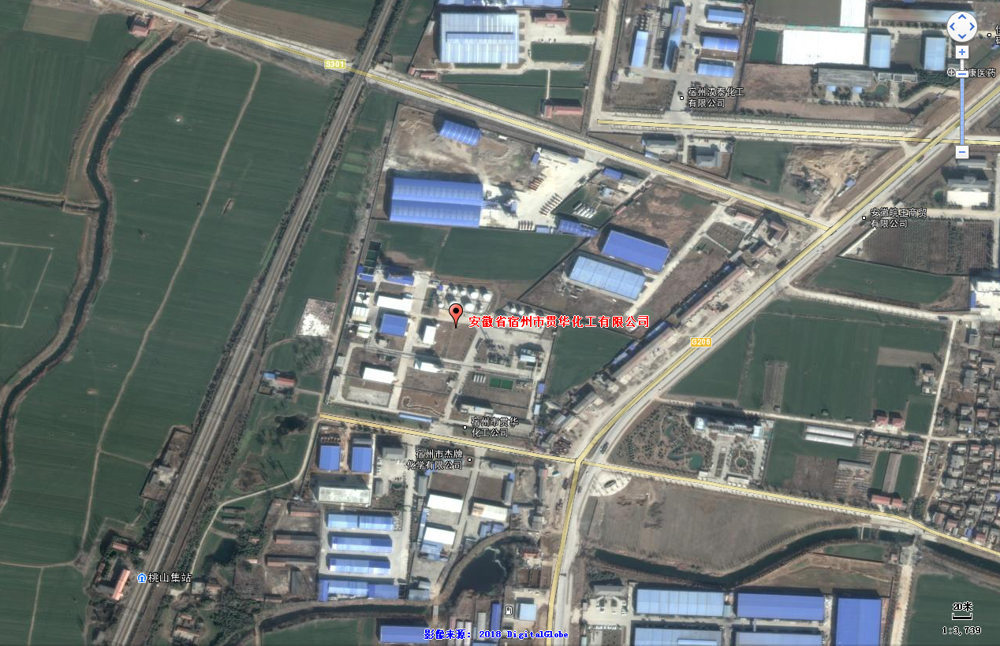 S301
宿州汉泰化工
有限公司
康医药
安徽皖王商贸
有限公司
安徽省宿州市贯华化工有限公司
G206
宿州市贯华
化工公司
宿州市杰牌
化学有限公司
桃山集站
20米
1:3,739
影像来源: 2018 DigitalGlobe